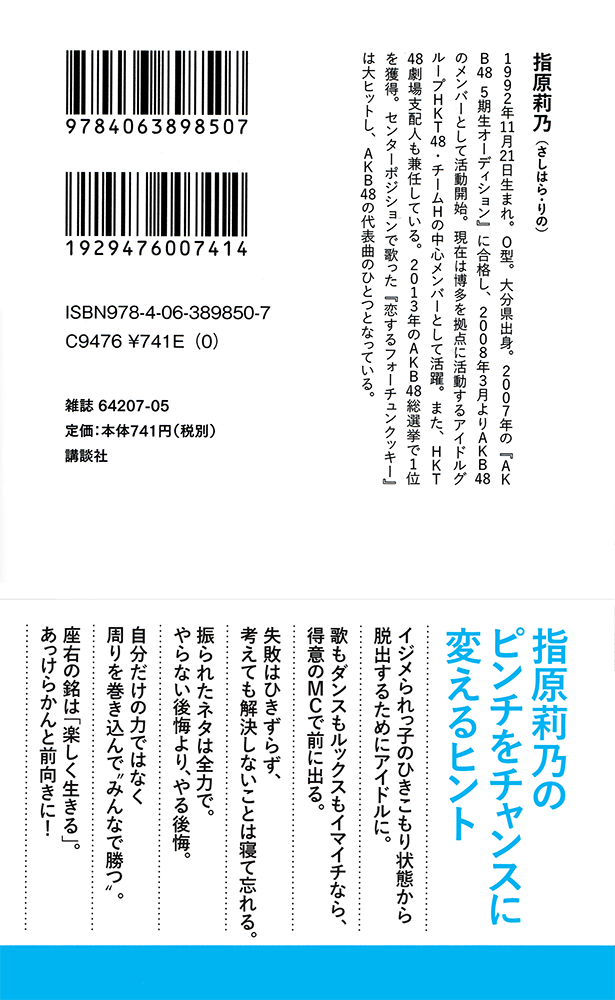 指原莉乃(さしはら・りの)
1992年11月21日生まれ。O型。大分県出身。2007年の『AK
B48 5期生オーディション』に合格し、2008年3月よりAKB48
のメンバーとして活動開始。現在は博多を拠点に活動するアイドルグ
ループHKT48・チームHの中心メンバーとして活躍。また、HKT
48劇場支配人も兼任している。2013年のAKB48総選挙で1位
を獲得。センターポジションで歌った『恋するフォーチュンクッキー』
は大ヒットし、AKB48の代表曲のひとつとなっている。
9784063898507
1929476007414
ISBN978-4-06-389850-7
C9476 ¥741E (0)
雑誌 64207-05
定価:本体741円(税別)
講談社
指原莉乃の
ピンチをチャンスに
変えるヒント
イジメられっ子のひきこもり状態から
脱出するためにアイドルに。
歌もダンスもルックスもイマイチなら、
得意のMCで前に出る。
失敗はひきずらず、
考えても解決しないことは寝て忘れる。
振られたネタは全力で。
やらない後悔より、やる後悔。
自分だけの力ではなく
周りを巻き込んで〝みんなで勝つ〟。
座右の銘は「楽しく生きる」。
あっけらかんと前向きに!